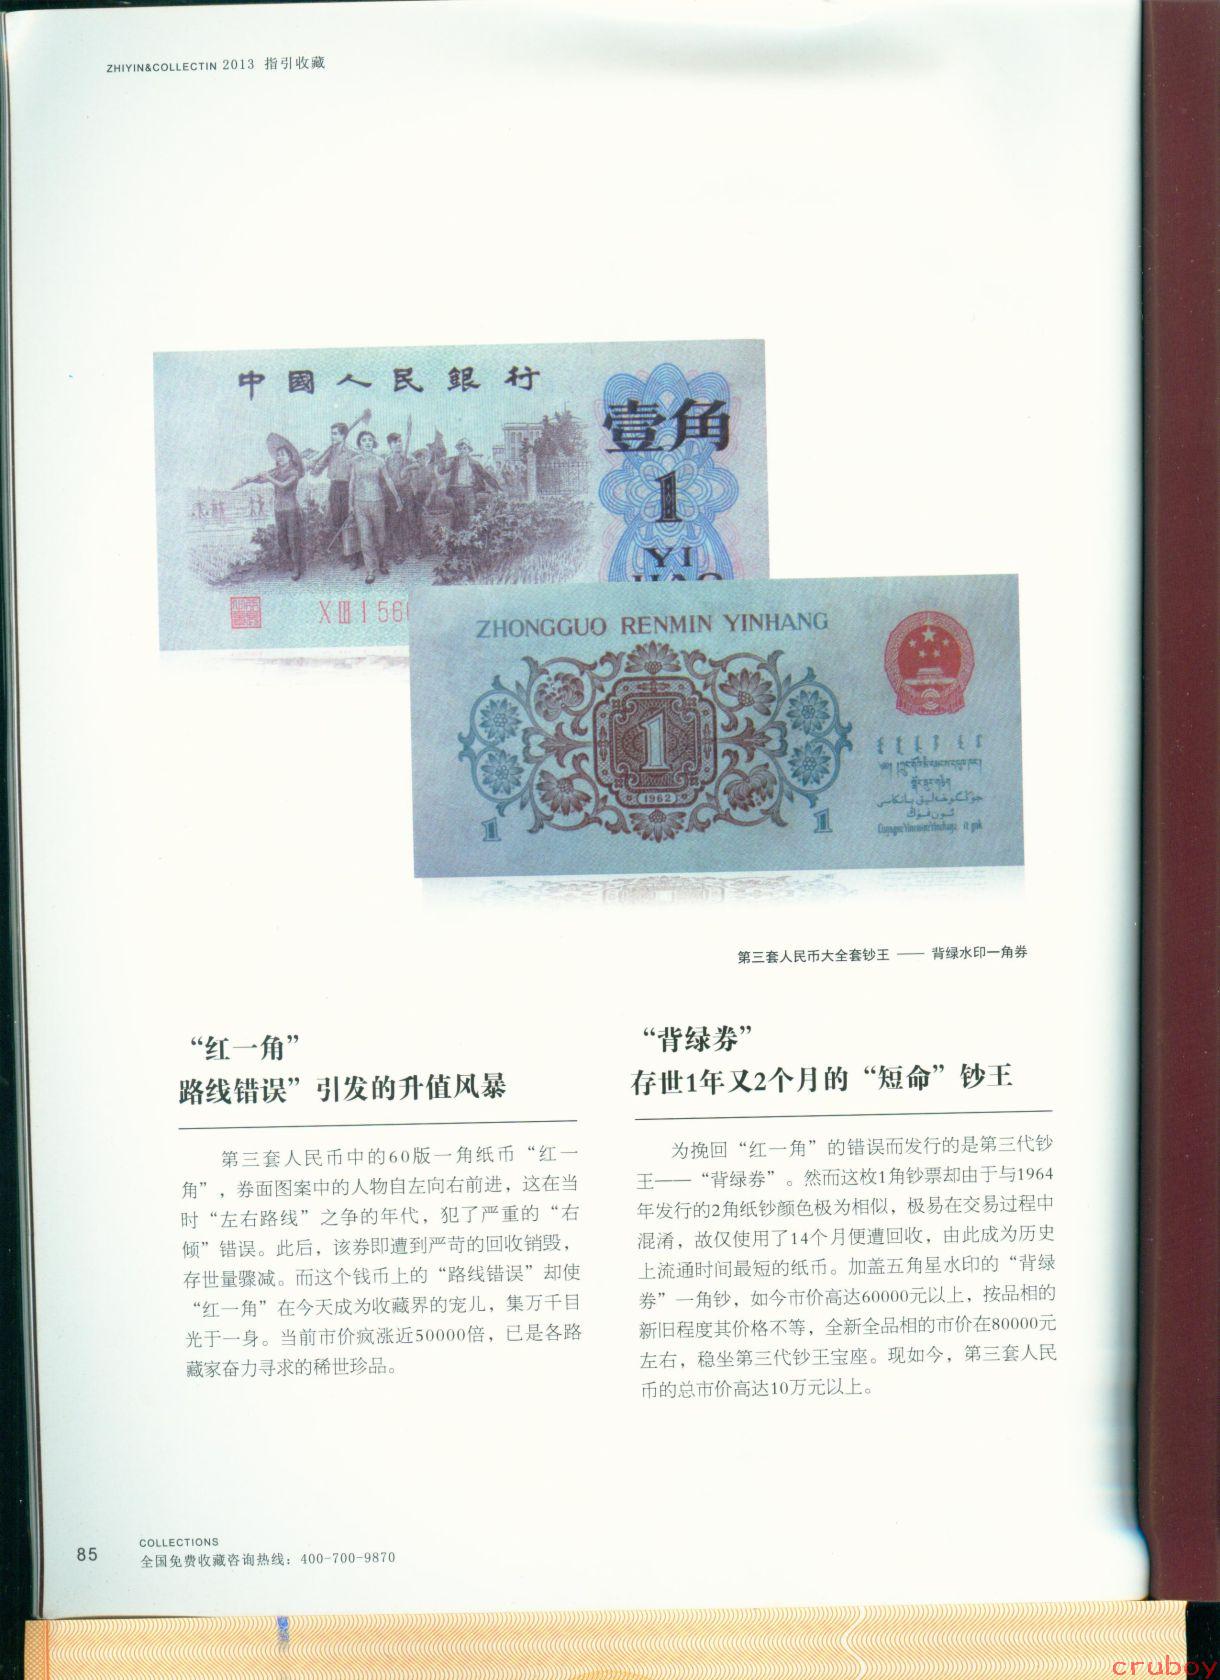 ZHIYIN&COLLECTIN 2013 指引收藏
中國人民銀行
壹角
1
YI
XⅢI560
ZHONGGUO RENMIN YINHANG
1
1962
1
1
第三套人民币大全套钞王 —— 背绿水印一角券
“红一角”
路线错误”引发的升值风暴
第三套人民币中的60版一角纸币“红一
角”，券面图案中的人物自左向右前进，这在当
时“左右路线”之争的年代，犯了严重的“右
倾”错误。此后，该券即遭到严苛的回收销毁，
存世量骤减。而这个钱币上的“路线错误”却使
“红一角”在今天成为收藏界的宠儿，集万千目
光于一身。当前市价疯涨近50000倍，已是各路
藏家奋力寻求的稀世珍品。
“背绿券”
存世1年又2个月的“短命”钞王
为挽回“红一角”的错误而发行的是第三代钞
王——“背绿券”。然而这枚1角钞票却由于与1964
年发行的2角纸钞颜色极为相似，极易在交易过程中
混淆，故仅使用了14个月便遭回收，由此成为历史
上流通时间最短的纸币。加盖五角星水印的“背绿
券”一角钞，如今市价高达60000元以上，按品相的
新旧程度其价格不等，全新全品相的市价在80000元
左右，稳坐第三代钞王宝座。现如今，第三套人民
币的总市价高达10万元以上。
85
COLLECTIONS
全国免费收藏咨询热线：400-700-9870
cruboy